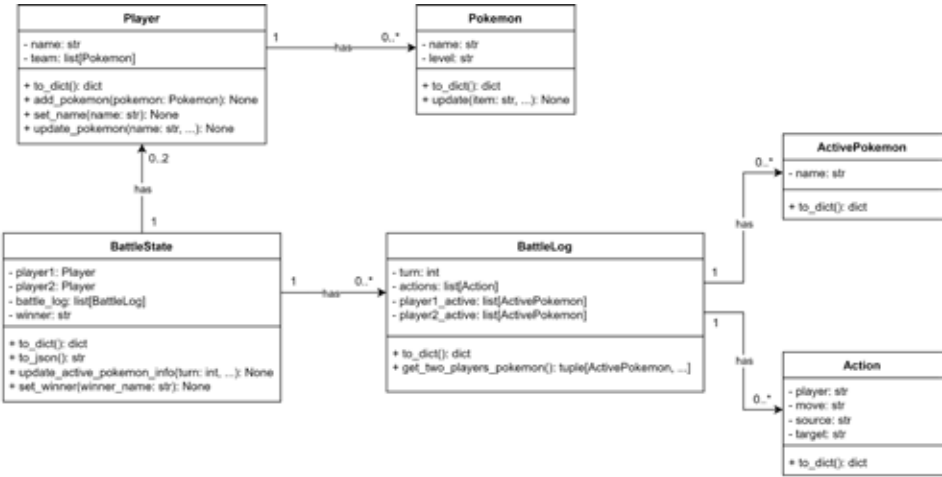 Player
- name: str
- team: list[Pokemon]
+ to_dict(): dict
+ add_pokemon(pokemon: Pokemon): None
+ set_name(name: str): None
+ update_pokemon(name: str, ...): None
1
has
0..*
Pokemon
- name: str
- level: str
+ to_dict(): dict
+ update(item: str, ...): None
0..2
has
1
BattleState
- player1: Player
- player2: Player
- battle_log: list[BattleLog]
- winner: str
+ to_dict(): dict
+ to_json(): str
+ update_active_pokemon_info(turn: int, ...): None
+ set_winner(winner_name: str): None
1
has
0..*
BattleLog
- turn: int
- actions: list[Action]
- player1_active: list[ActivePokemon]
- player2_active: list[ActivePokemon]
+ to_dict(): dict
+ get_two_players_pokemon(): tuple[ActivePokemon, ...]
1
has
0..*
ActivePokemon
- name: str
+ to_dict(): dict
1
has
0..*
Action
- player: str
- move: str
- source: str
- target: str
+ to_dict(): dict